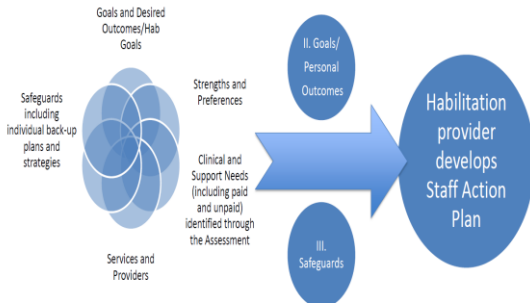 Goals and Desired
Outcomes/Hab
Goals
Safeguards
including
individual back-up
plans and
strategies
Strengths and
Preferences
Clinical and
Support Needs
(including paid
and unpaid)
identified through
the Assessment
Services and
Providers
II. Goals/
Personal
Outcomes
III.
Safeguards
Habilitation
provider
develops
Staff Action
Plan